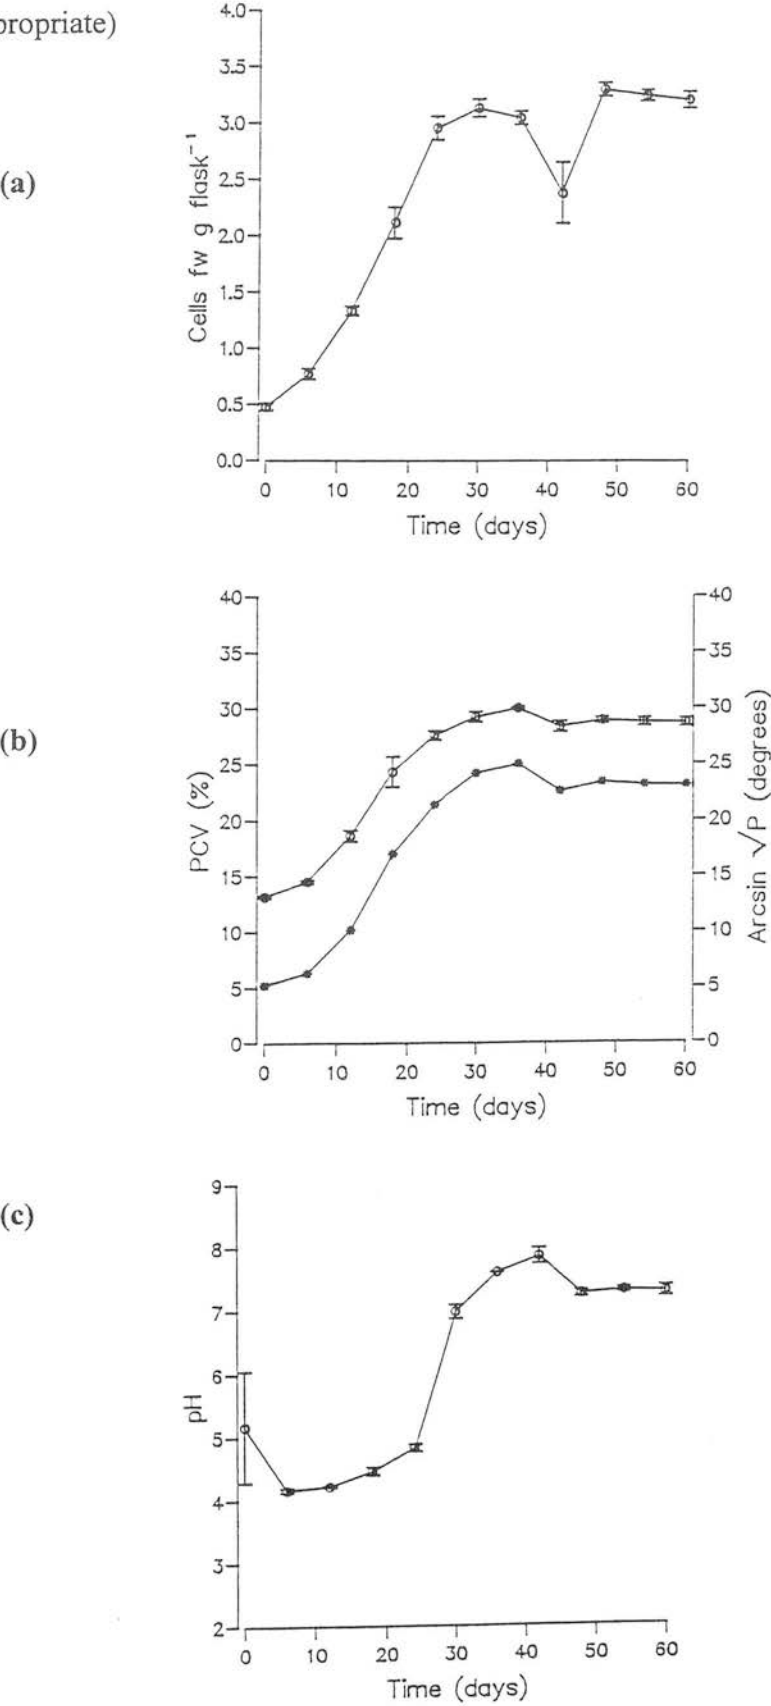 propriate)
(a)
4.0
3.5
3.0
2.5
2.0
1.5
1.0
0.5
0.0
Cells fw g flask⁻¹
0 10 20 30 40 50 60
Time (days)
(b)
40
35
30
25
20
15
10
5
0
PCV (%)
40
35
30
25
20
15
10
5
0
Arcsin √P (degrees)
0 10 20 30 40 50 60
Time (days)
(c)
9
8
7
6
5
4
3
2
pH
0 10 20 30 40 50 60
Time (days)